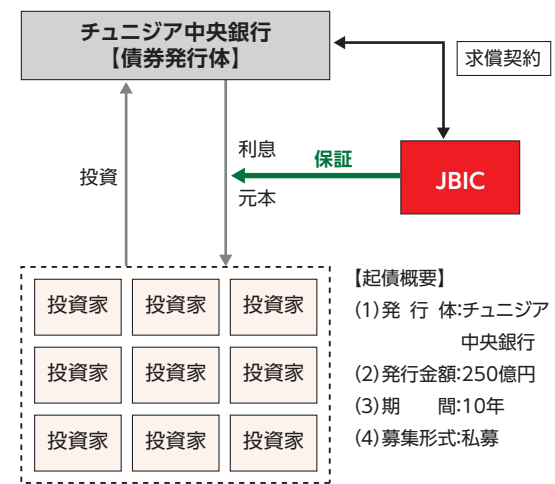 チュニジア中央銀行
【債券発行体】
求償契約
利息
保証
投資
元本
JBIC
投資家 投資家 投資家
投資家 投資家 投資家
投資家 投資家 投資家
【起債概要】
(1)発 行 体:チュニジア
中央銀行
(2)発行金額:250億円
(3)期　　間:10年
(4)募集形式:私募